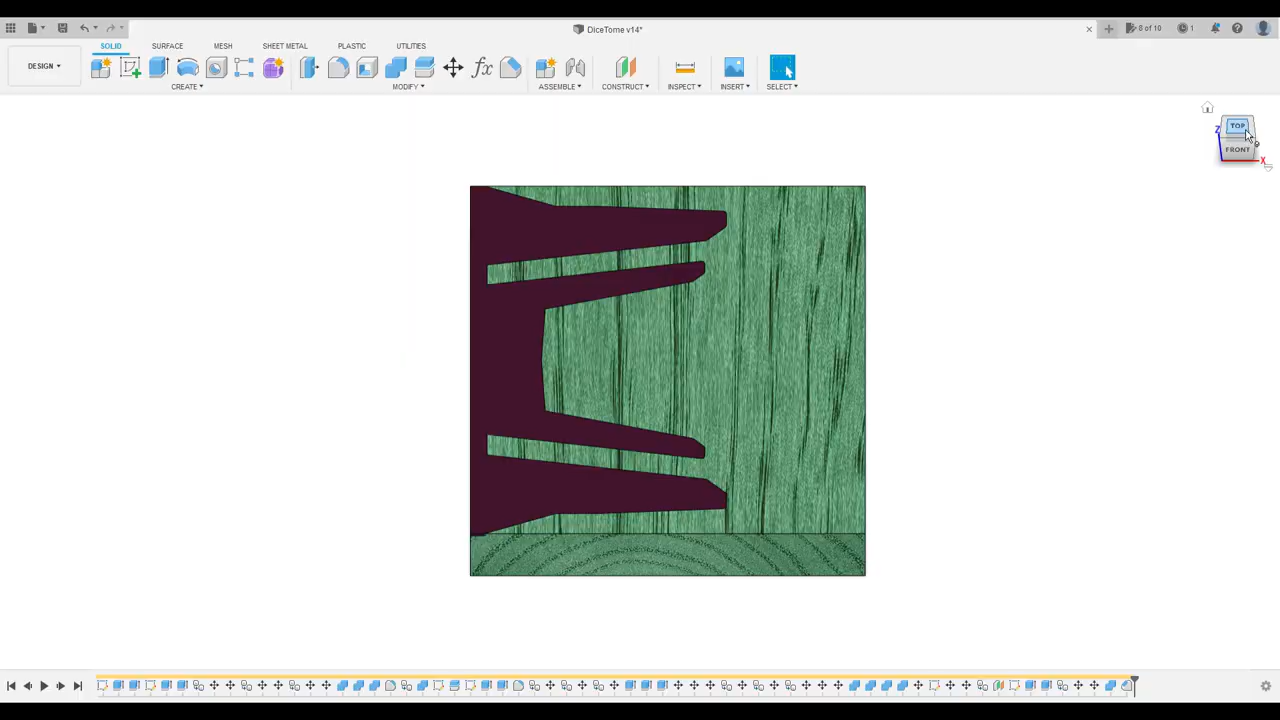 DiceTome v14*
8 of 10
1
SOLID SURFACE MESH SHEET METAL PLASTIC UTILITIES
DESIGN
CREATE MODIFY ASSEMBLE CONSTRUCT INSPECT INSERT SELECT
TOP
Z
FRONT
X